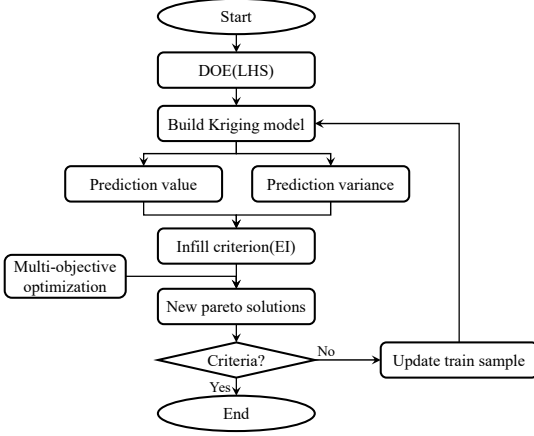 Start
DOE(LHS)
Build Kriging model
Prediction value
Prediction variance
Infill criterion(EI)
Multi-objective
optimization
New pareto solutions
Criteria?
No
Update train sample
Yes
End